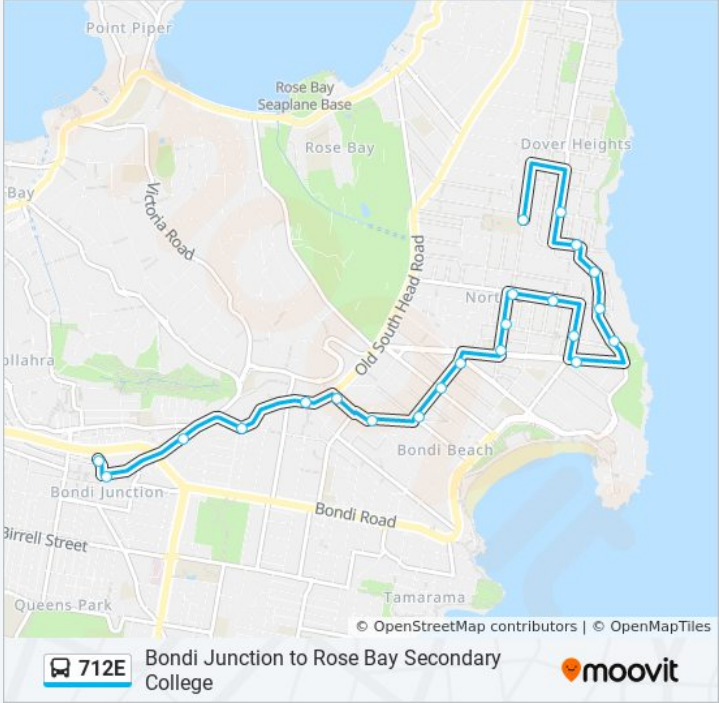 Point Piper
Rose Bay
Seaplane Base
Rose Bay
Dover Heights
Bay
Victoria Road
Old South Head Road
Nort
ollahra
Bondi Beach
Bondi Junction
Bondi Road
Birrell Street
Tamarama
Queens Park
© OpenStreetMap contributors | © OpenMapTiles
712E
Bondi Junction to Rose Bay Secondary
College
moovit